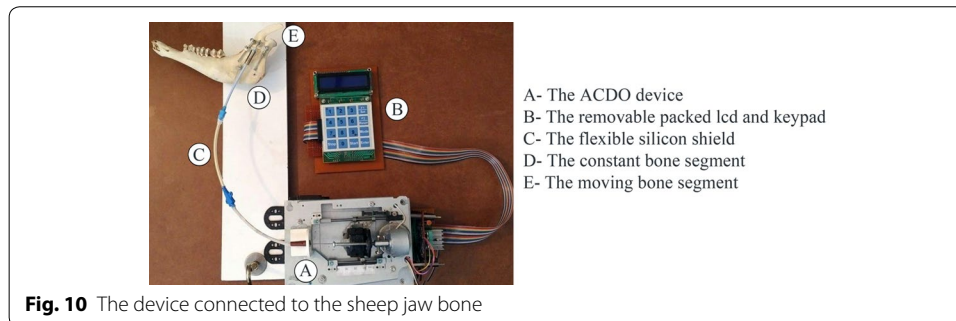 E
D
B
C
A
A- The ACDO device
B- The removable packed lcd and keypad
C- The flexible silicon shield
D- The constant bone segment
E- The moving bone segment
Fig. 10 The device connected to the sheep jaw bone